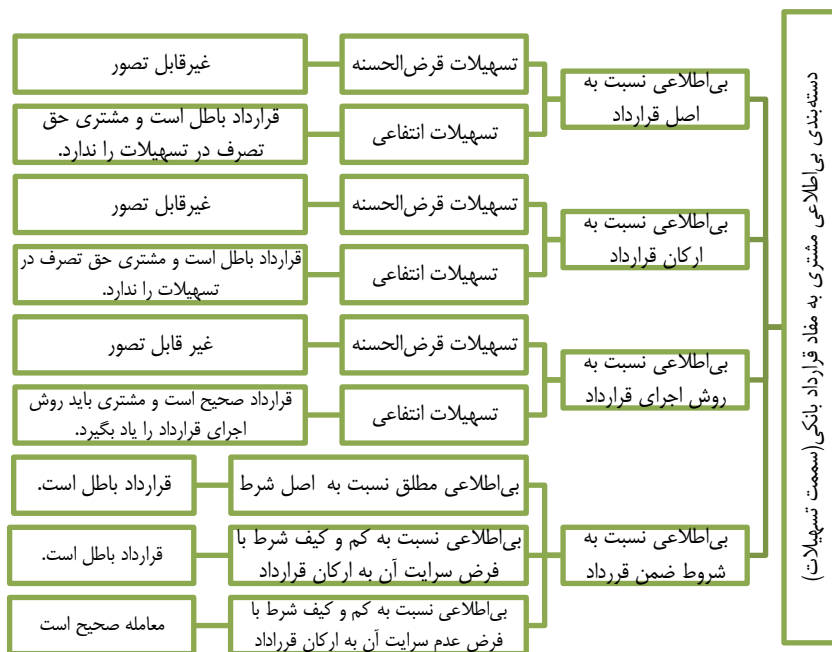 دسته‌بندی بی‌اطلاعی مشتری به مفاد قرارداد بانکی(سممت تسهیلات)
بی‌اطلاعی نسبت به
اصل قرارداد
تسهیلات قرض‌الحسنه
غیرقابل تصور
تسهیلات انتفاعی
قرارداد باطل است و مشتری حق
تصرف در تسهیلات را ندارد.
بی‌اطلاعی نسبت به
ارکان قرارداد
تسهیلات قرض‌الحسنه
غیرقابل تصور
تسهیلات انتفاعی
قرارداد باطل است و مشتری حق تصرف در
تسهیلات را ندارد.
بی‌اطلاعی نسبت به
روش اجرای قرارداد
تسهیلات قرض‌الحسنه
غیر قابل تصور
تسهیلات انتفاعی
قرارداد صحیح است و مشتری باید روش
اجرای قرارداد را یاد بگیرد.
بی‌اطلاعی نسبت به
شروط ضمن قررداد
بی‌اطلاعی مطلق نسبت به اصل شرط
قرارداد باطل است.
بی‌اطلاعی نسبت به کم و کیف شرط با
فرض سرایت آن به ارکان قرارداد
قرارداد باطل است.
بی‌اطلاعی نسبت به کم و کیف شرط با
فرض عدم سرایت آن به ارکان قرراداد
معامله صحیح است